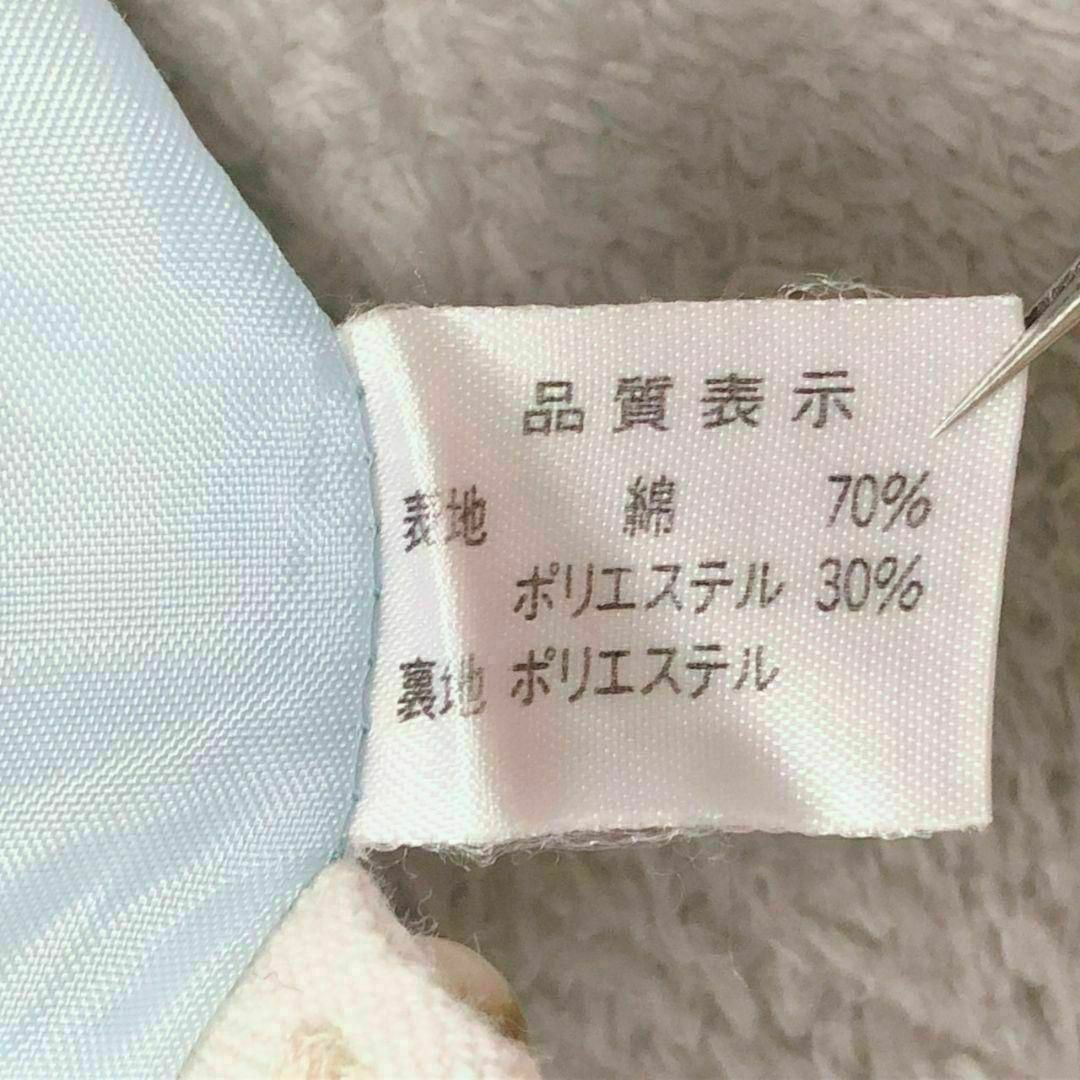 品質表示
表地 綿 70%
ポリエステル 30%
裏地 ポリエステル